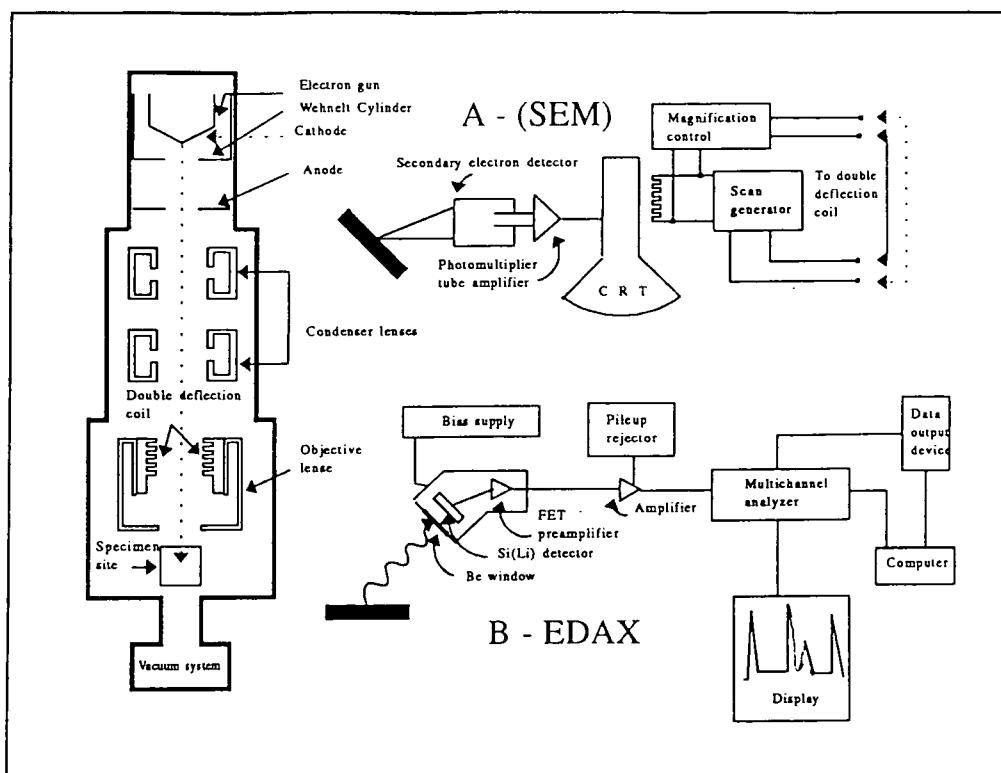 Electron gun
Wehnelt Cylinder
Cathode
Anode
Condenser lenses
Double deflection
coil
Objective
lense
Specimen
site
Vacuum system
A - (SEM)
Secondary electron detector
Photomultiplier
tube amplifier
C R T
Magnification
control
Scan
generator
To double
deflection
coil
Bias supply
Pileup
rejector
Data
output
device
Multichannel
analyzer
Amplifier
FET
preamplifier
Si(Li) detector
Be window
Computer
B - EDAX
Display